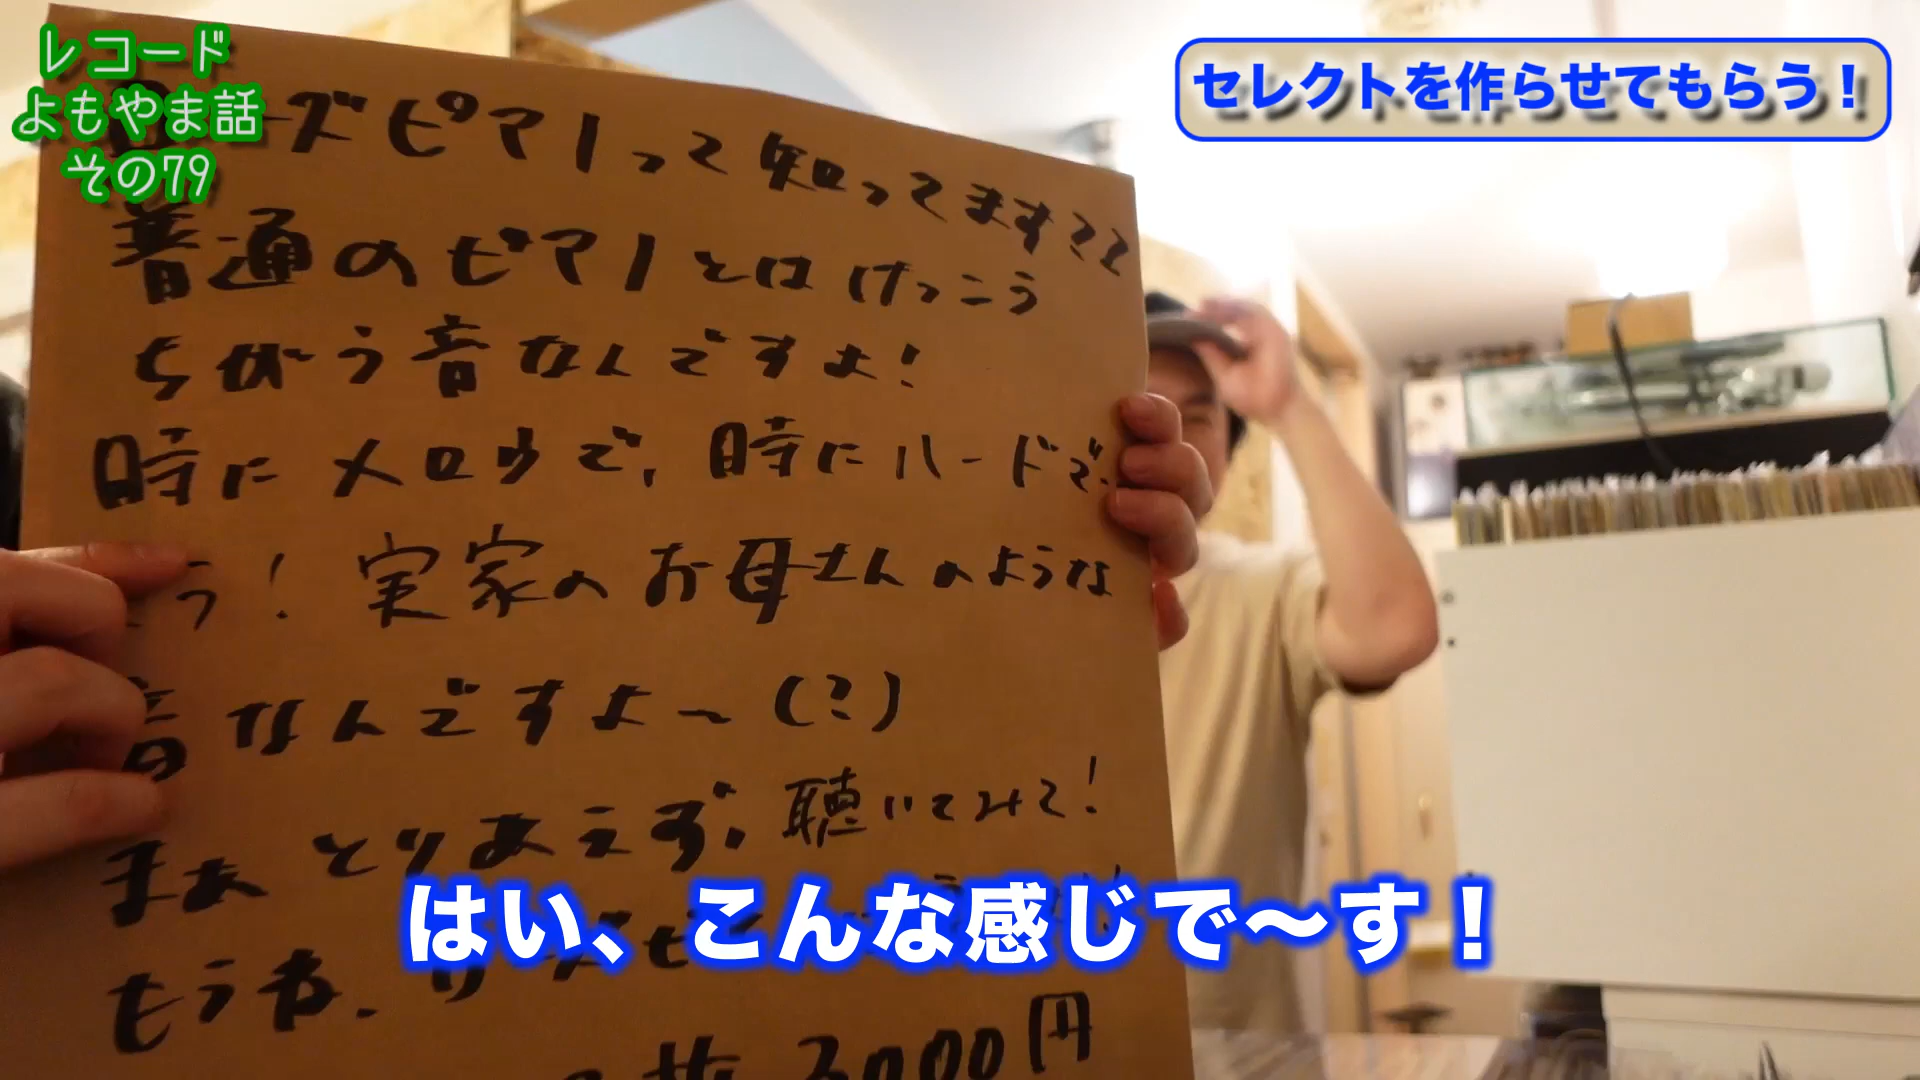 レコード
よもやま話
その79
セレクトを作らせてもらう！
ローズピアノって知ってます??
普通のピアノとはけっこう
ちがう音なんですよ!
時にメロウで、時にハードで、
う! 実家のお母さんのような
音なんですよ〜(?)
まぁとりあえず、聴いてみて!
もう者、
3000円
はい、こんな感じで〜す！